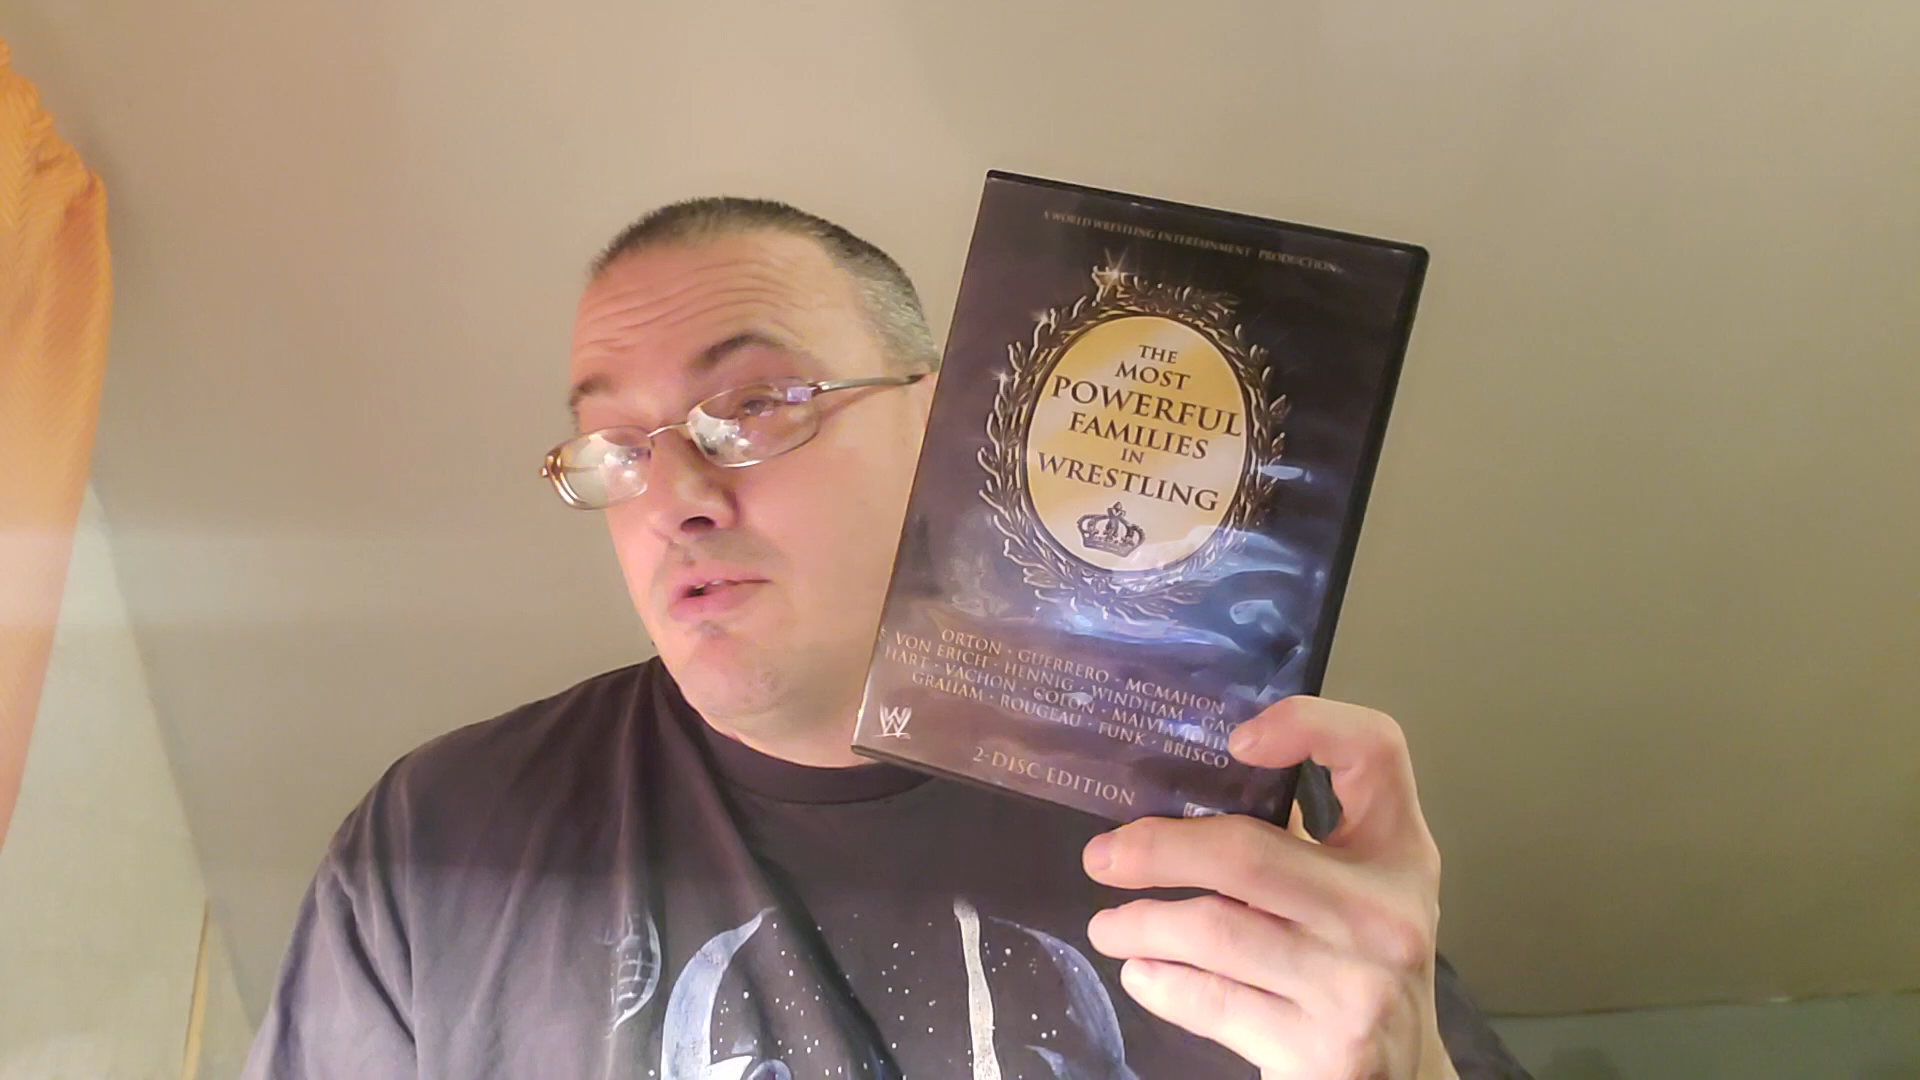 A WORLD WRESTLING ENTERTAINMENT PRODUCTION
THE
MOST
POWERFUL
FAMILIES
IN
WRESTLING
ORTON · GUERRERO · MCMAHON
VON ERICH · HENNIG · WINDHAM ·
HART · VACHON · COLON · MAIVIA
GRAHAM · ROUGEAU · FUNK · BRISCO
W
2-DISC EDITION